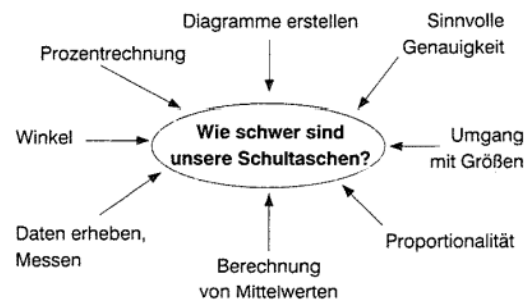 Diagramme erstellen
Sinnvolle
Genauigkeit
Prozentrechnung
Winkel
Wie schwer sind
unsere Schultaschen?
Umgang
mit Größen
Daten erheben,
Messen
Proportionalität
Berechnung
von Mittelwerten